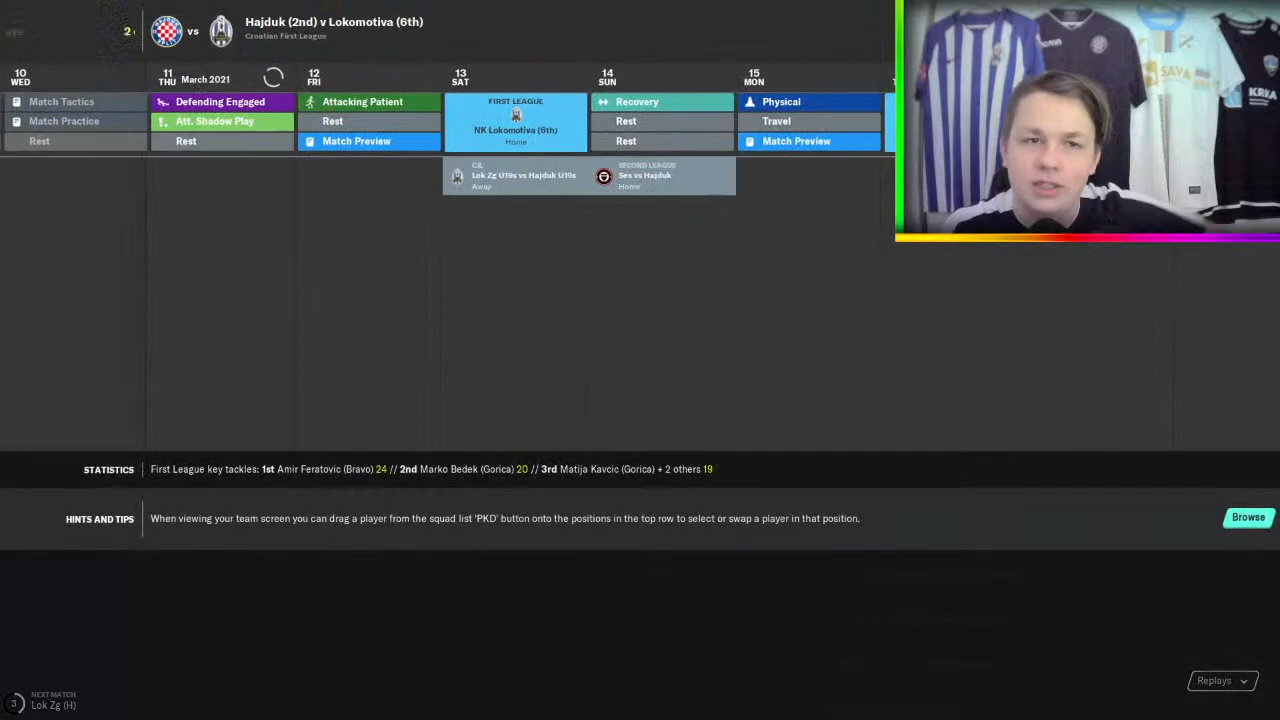 Hajduk (2nd) v Lokomotiva (6th)
2
vs
Croatian First League
10
WED
11
THU
March 2021
12
FRI
13
SAT
14
SUN
15
MON
Match Tactics
Match Practice
Rest
Defending Engaged
Att. Shadow Play
Rest
Attacking Patient
Rest
Match Preview
FIRST LEAGUE
NK Lokomotiva (6th)
Home
Recovery
Rest
Rest
Physical
Travel
Match Preview
CJL
Lok Zg U19s vs Hajduk U19s
Away
SECOND LEAGUE
Ses vs Hajduk
Home
SAVA
KRKA
STATISTICS
First League key tackles: 1st Amir Feratovic (Bravo) 24 // 2nd Marko Bedek (Gorica) 20 // 3rd Matija Kavcic (Gorica) + 2 others 19
HINTS AND TIPS
When viewing your team screen you can drag a player from the squad list 'PKD' button onto the positions in the top row to select or swap a player in that position.
Browse
Replays
3
NEXT MATCH
Lok Zg (H)